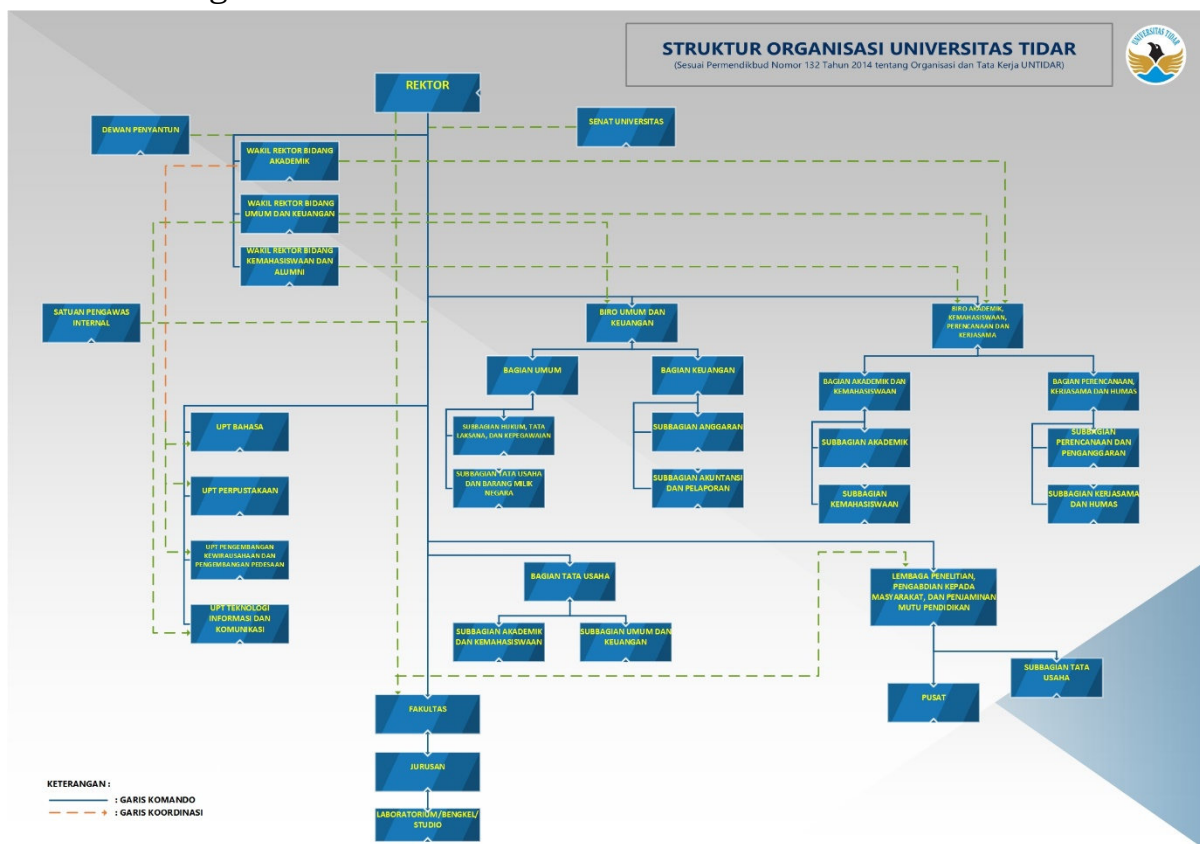 STRUKTUR ORGANISASI UNIVERSITAS TIDAR
(Sesuai Permendikbud Nomor 132 Tahun 2014 tentang Organisasi dan Tata Kerja UNTIDAR)
UNIVERSITAS TIDAR
REKTOR
DEWAN PENYANTUN
SENAT UNIVERSITAS
WAKIL REKTOR BIDANG
AKADEMIK
WAKIL REKTOR BIDANG
UMUM DAN KEUANGAN
WAKIL REKTOR BIDANG
KEMAHASISWAAN DAN
ALUMNI
SATUAN PENGAWAS
INTERNAL
BIRO UMUM DAN
KEUANGAN
BIRO AKADEMIK,
KEMAHASISWAAN,
PERENCANAAN DAN
KERJASAMA
BAGIAN UMUM
BAGIAN KEUANGAN
BAGIAN AKADEMIK DAN
KEMAHASISWAAN
BAGIAN PERENCANAAN,
KERJASAMA DAN HUMAS
SUBBAGIAN HUKUM, TATA
LAKSANA, DAN KEPEGAWAIAN
SUBBAGIAN ANGGARAN
SUBBAGIAN AKADEMIK
SUBBAGIAN
PERENCANAAN DAN
PENGANGGARAN
SUBBAGIAN TATA USAHA
DAN BARANG MILIK
NEGARA
SUBBAGIAN AKUNTANSI
DAN PELAPORAN
SUBBAGIAN
KEMAHASISWAAN
SUBBAGIAN KERJASAMA
DAN HUMAS
UPT BAHASA
UPT PERPUSTAKAAN
UPT PENGEMBANGAN
KEWIRAUSAHAAN DAN
PENGEMBANGAN PEDESAAN
UPT TEKNOLOGI
INFORMASI DAN
KOMUNIKASI
BAGIAN TATA USAHA
SUBBAGIAN AKADEMIK
DAN KEMAHASISWAAN
SUBBAGIAN UMUM DAN
KEUANGAN
LEMBAGA PENELITIAN,
PENGABDIAN KEPADA
MASYARAKAT, DAN PENJAMINAN
MUTU PENDIDIKAN
SUBBAGIAN TATA
USAHA
PUSAT
FAKULTAS
JURUSAN
LABORATORIUM/BENGKEL/
STUDIO
KETERANGAN :
: GARIS KOMANDO
: GARIS KOORDINASI